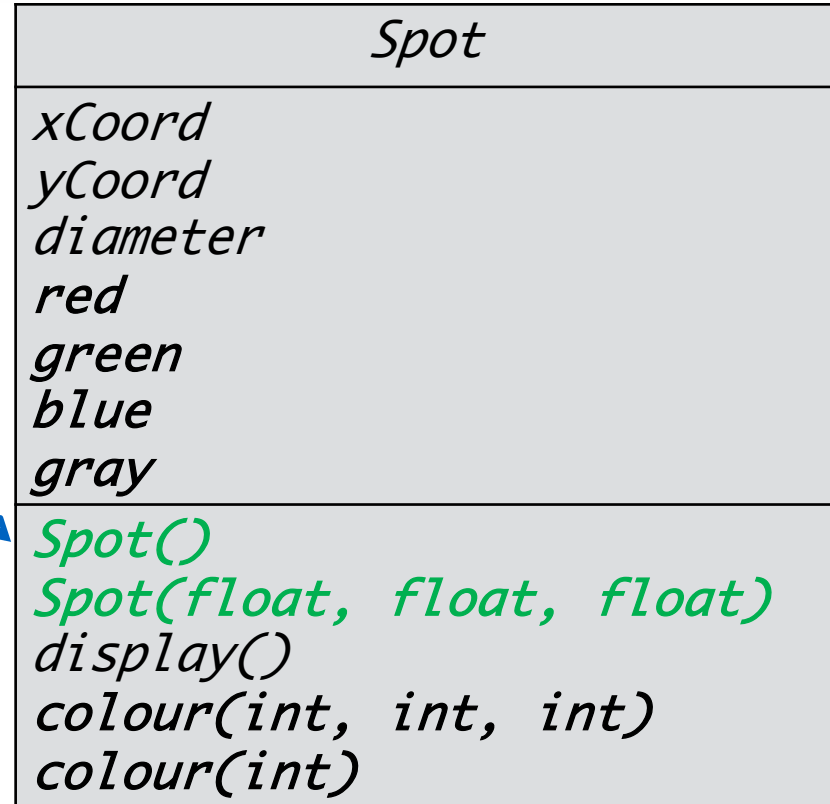 Spot
xCoord
yCoord
diameter
red
green
blue
gray
Spot()
Spot(float, float, float)
display()
colour(int, int, int)
colour(int)